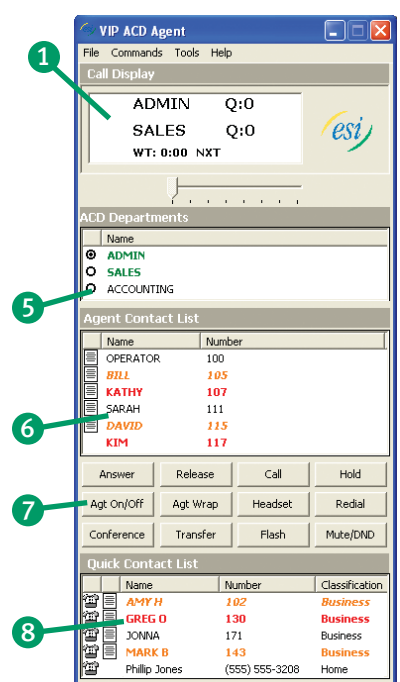 VIP ACD Agent
File Commands Tools Help
1
Call Display
ADMIN Q:0
SALES Q:0
WT: 0:00 NXT
esi
ACD Departments
Name
ADMIN
SALES
ACCOUNTING
5
Agent Contact List
Name Number
OPERATOR 100
BILL 105
KATHY 107
SARAH 111
6
DAVID 115
KIM 117
Answer Release Call Hold
7
Agt On/Off Agt Wrap Headset Redial
Conference Transfer Flash Mute/DND
Quick Contact List
Name Number Classification
AMY H 102 Business
8
GREG O 130 Business
JONNA 171 Business
MARK B 143 Business
Phillip Jones (555) 555-3208 Home